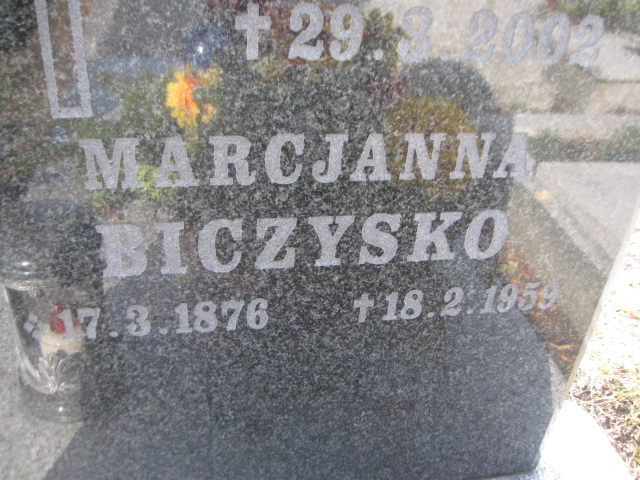 ✝ 29.3.2002
MARCJANNA
BICZYSKO
17.3.1876 ✝ 18.2.1959